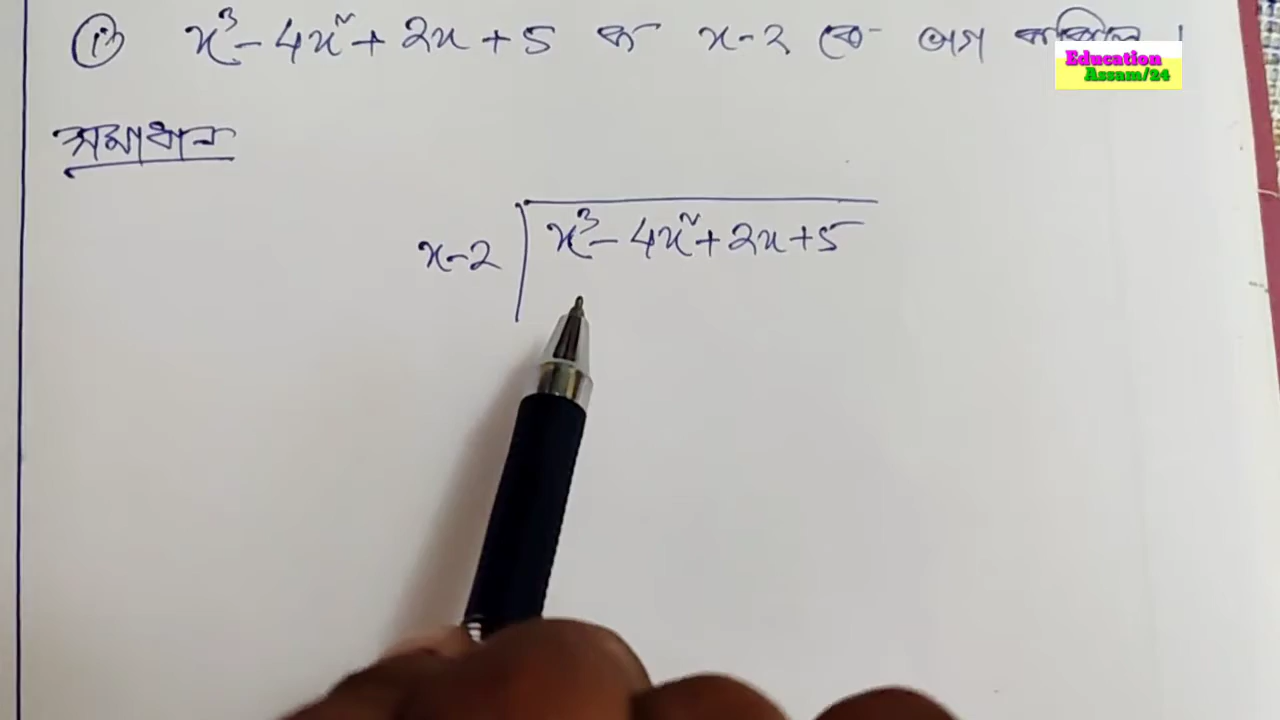 (i) x³ - 4x² + 2x + 5 ক x-2 ৰে ভাগ
Education
Assam/24
সমাধান
x-2 x³ - 4x² + 2x + 5